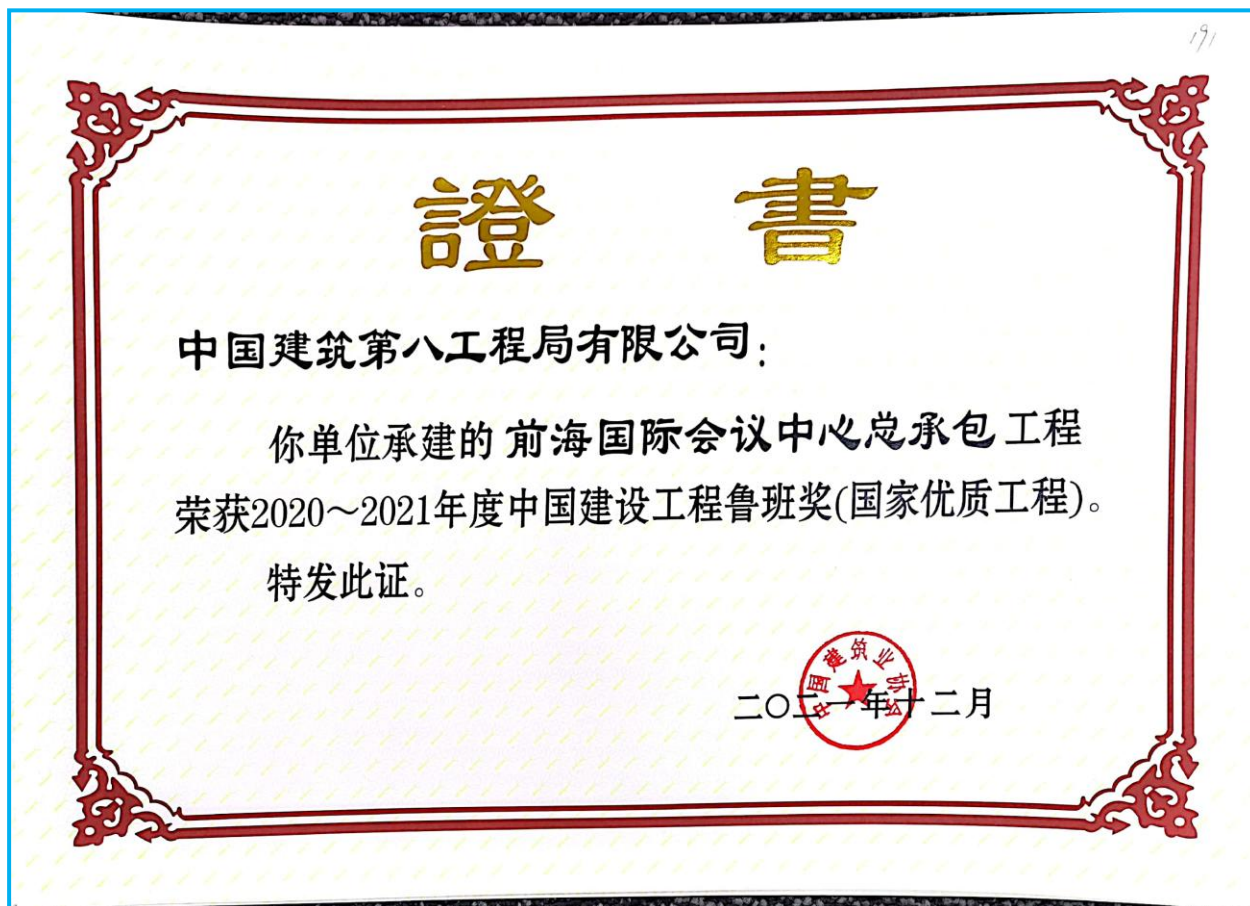 191
證 書
中国建筑第八工程局有限公司：
你单位承建的 前海国际会议中心总承包 工程
荣获2020～2021年度中国建设工程鲁班奖(国家优质工程)。
特发此证。
中国建筑业协会
二〇二一年十二月